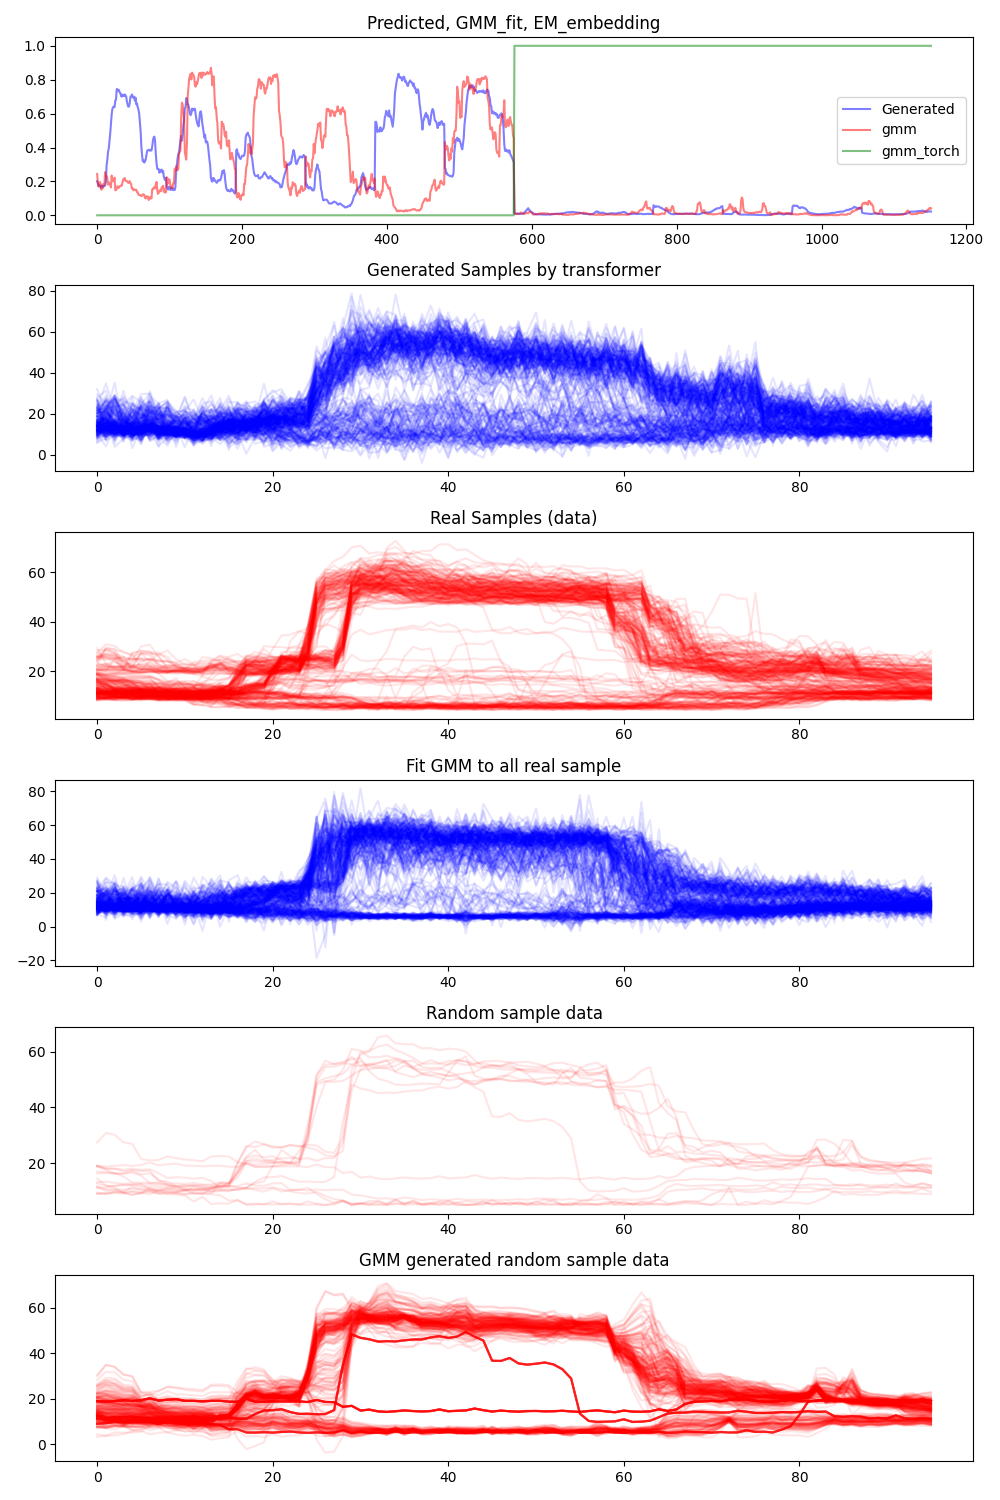 Predicted, GMM_fit, EM_embedding
1.0
0.8
0.6
0.4
0.2
0.0
Generated
gmm
gmm_torch
0 200 400 600 800 1000 1200
Generated Samples by transformer
80
60
40
20
0
0 20 40 60 80
Real Samples (data)
60
40
20
0 20 40 60 80
Fit GMM to all real sample
80
60
40
20
0
−20
0 20 40 60 80
Random sample data
60
40
20
0 20 40 60 80
GMM generated random sample data
60
40
20
0
0 20 40 60 80